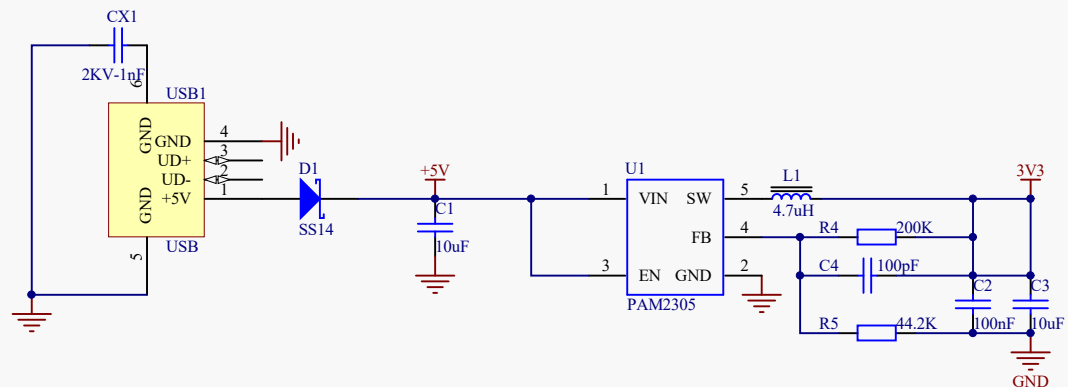 CX1
2KV-1nF
6
USB1
GND
GND
4
UD+
3
UD-
2
+5V
1
GND
USB
5
D1
SS14
+5V
C1
10uF
U1
1
VIN
SW
5
FB
4
3
EN
GND
2
PAM2305
L1
4.7uH
3V3
R4
200K
C4
100pF
C2
100nF
C3
10uF
R5
44.2K
GND